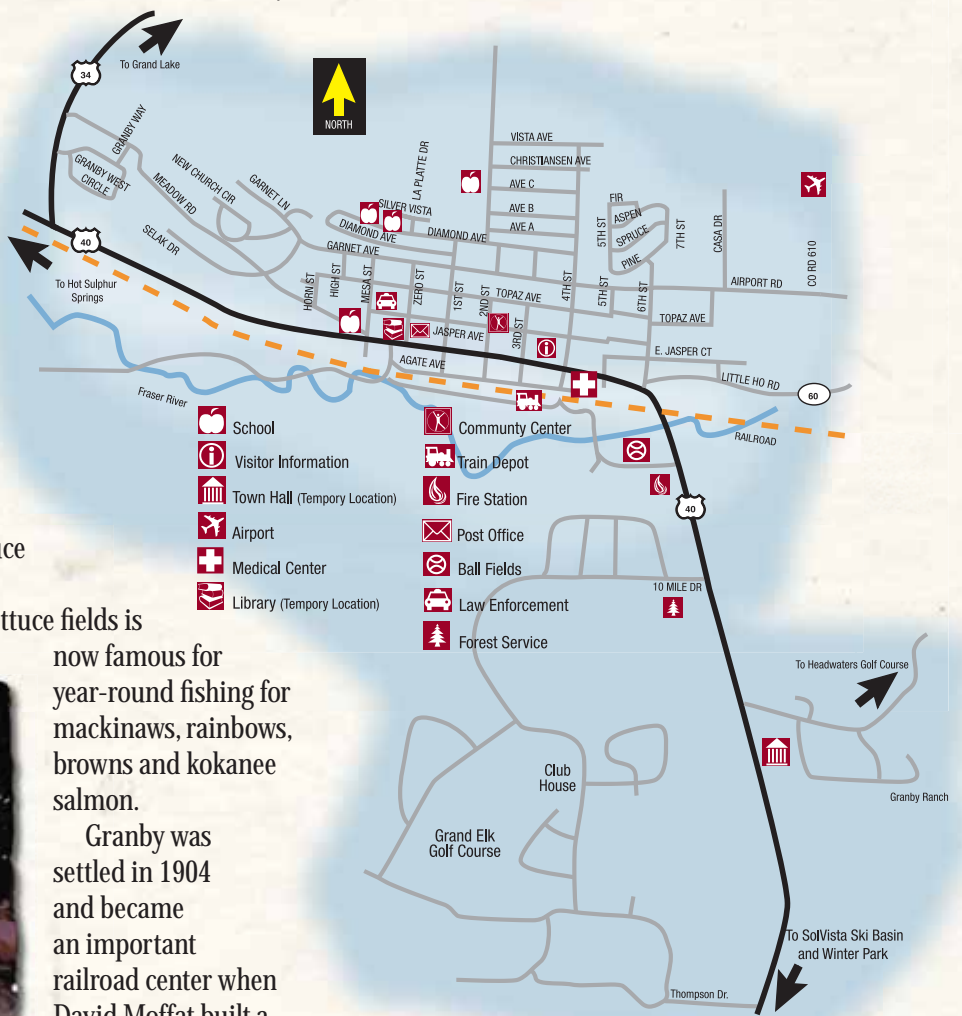 To Grand Lake
34
NORTH
GRANBY WAY
GRANBY WEST
CIRCLE
MEADOW RD
NEW CHURCH CIR
GARNET LN
SELAK DR
LA PLATTE DR
SILVER VISTA
DIAMOND AVE
DIAMOND AVE
GARNET AVE
VISTA AVE
CHRISTIANSEN AVE
AVE C
AVE B
AVE A
FIR
ASPEN
SPRUCE
PINE
5TH ST
7TH ST
CASA DR
CO RD 610
AIRPORT RD
40
To Hot Sulphur
Springs
HORN ST
HIGH ST
MESA ST
ZERO ST
1ST ST
2ND ST
3RD ST
4TH ST
5TH ST
6TH ST
TOPAZ AVE
TOPAZ AVE
JASPER AVE
E. JASPER CT
AGATE AVE
LITTLE HO RD
60
RAILROAD
Fraser River
School
Visitor Information
Town Hall (Tempory Location)
Airport
Medical Center
Library (Tempory Location)
Communty Center
Train Depot
Fire Station
Post Office
Ball Fields
Law Enforcement
Forest Service
40
10 MILE DR
To Headwaters Golf Course
Granby Ranch
Club
House
Grand Elk
Golf Course
To SolVista Ski Basin
and Winter Park
Thompson Dr.
ttuce fields is
now famous for
year-round fishing for
mackinaws, rainbows,
browns and kokanee
salmon.
Granby was
settled in 1904
and became
an important
railroad center when
David Moffat built a